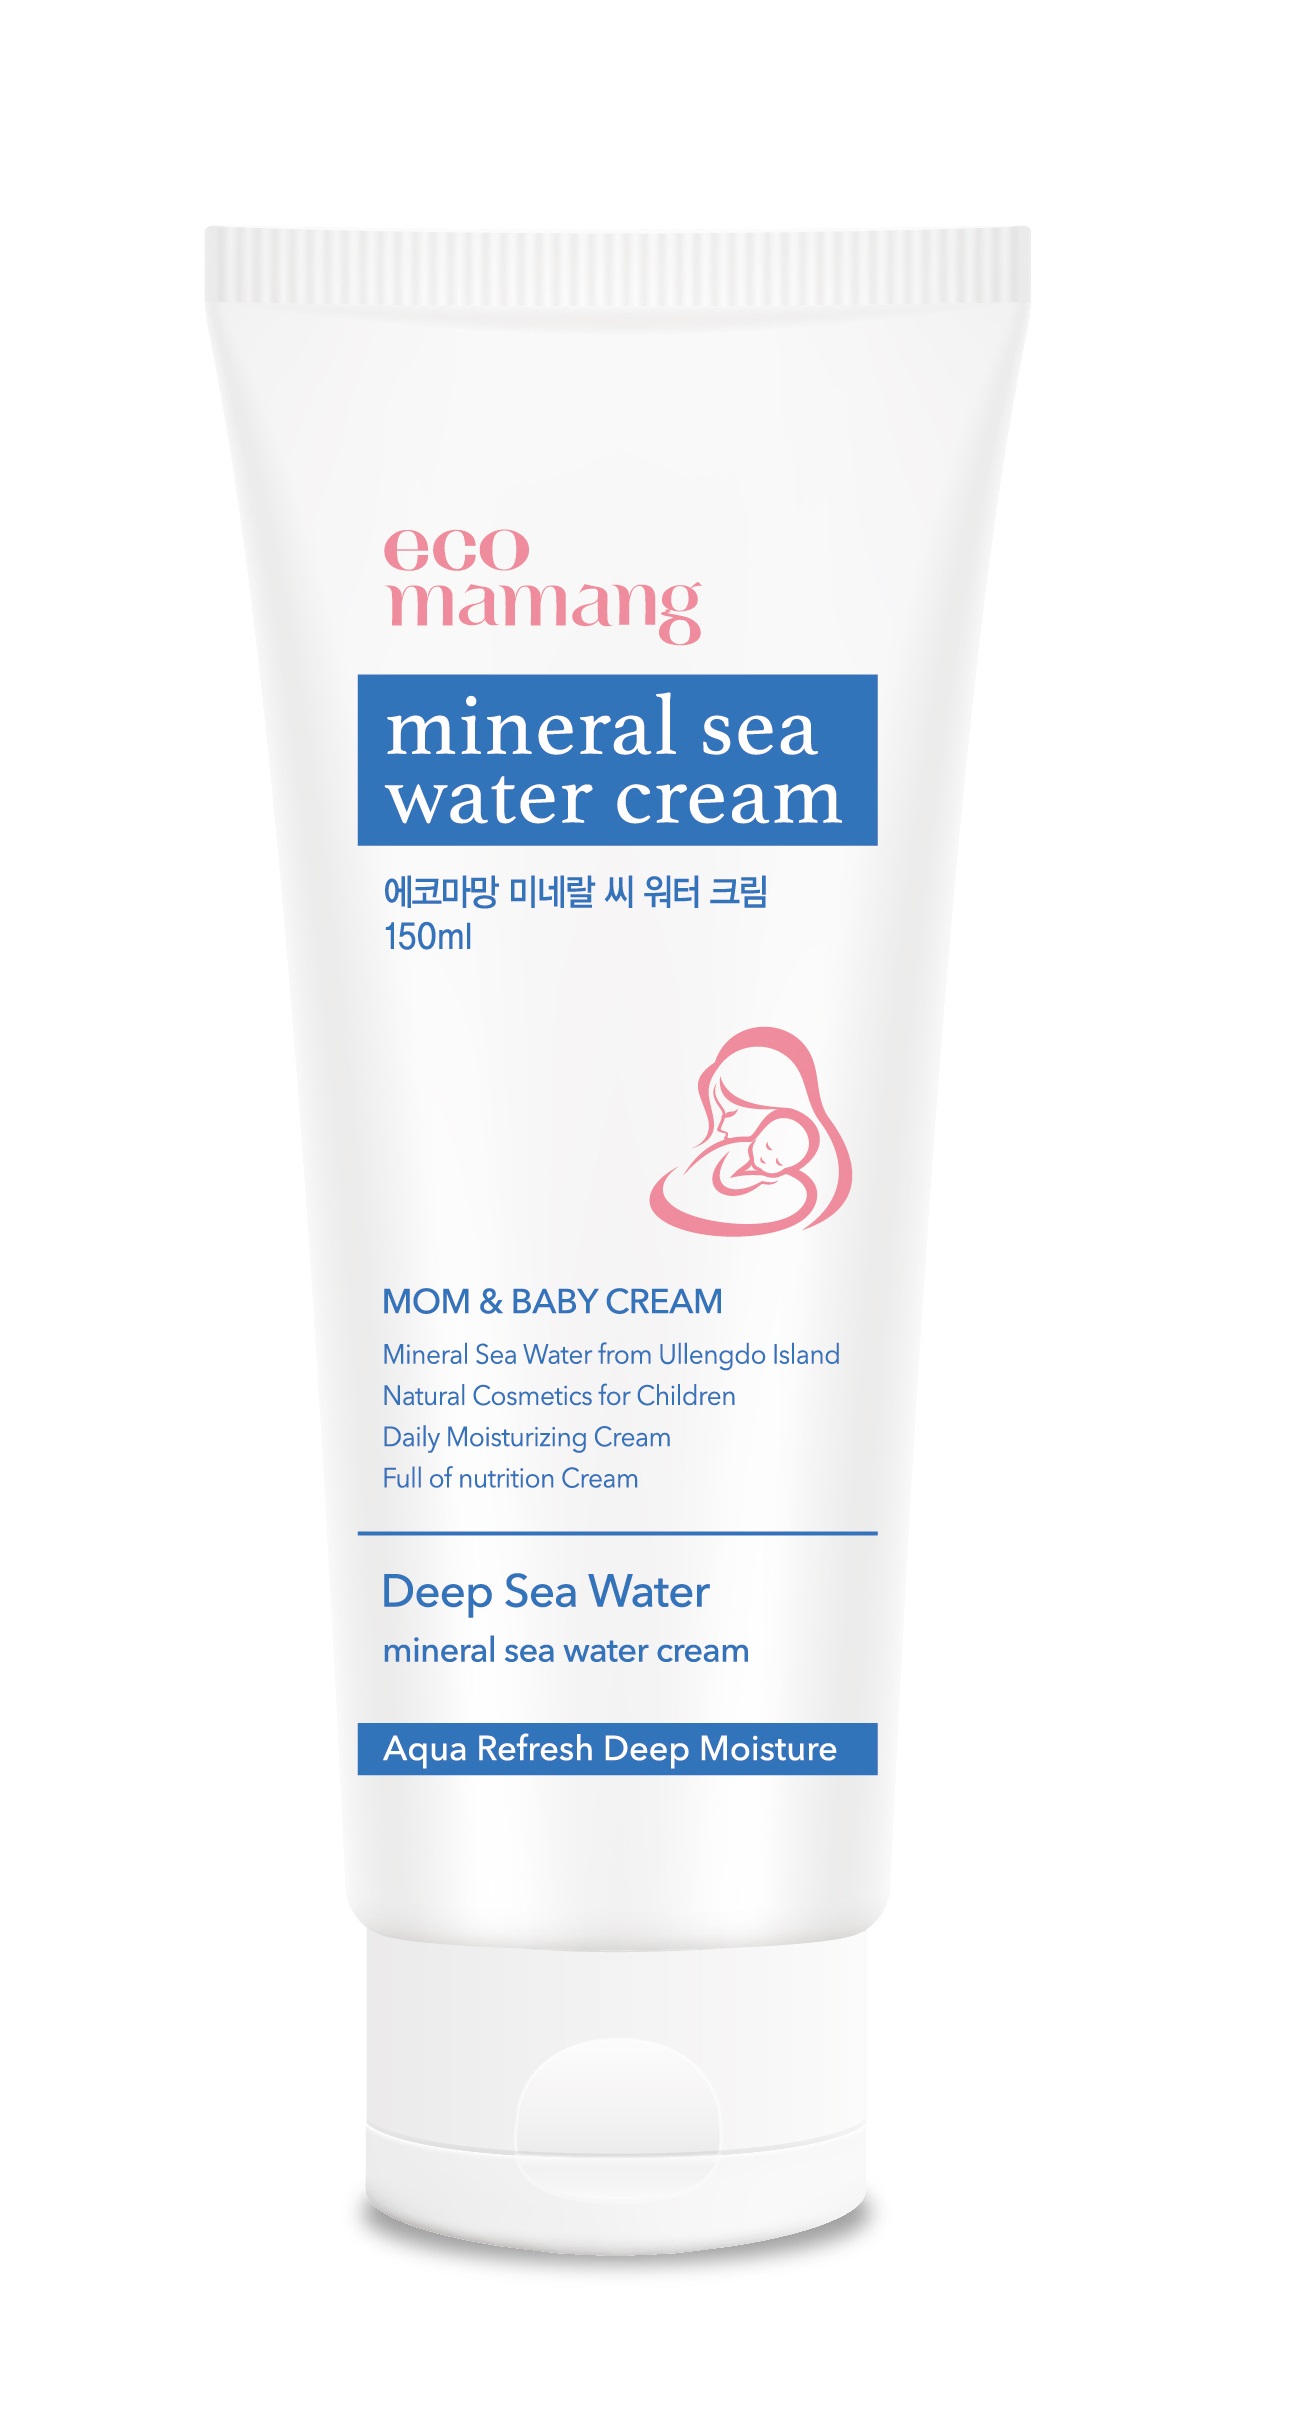 eco
mamang
mineral sea
water cream
에코마망 미네랄 씨 워터 크림
150ml
MOM & BABY CREAM
Mineral Sea Water from Ullengdo Island
Natural Cosmetics for Children
Daily Moisturizing Cream
Full of nutrition Cream
Deep Sea Water
mineral sea water cream
Aqua Refresh Deep Moisture